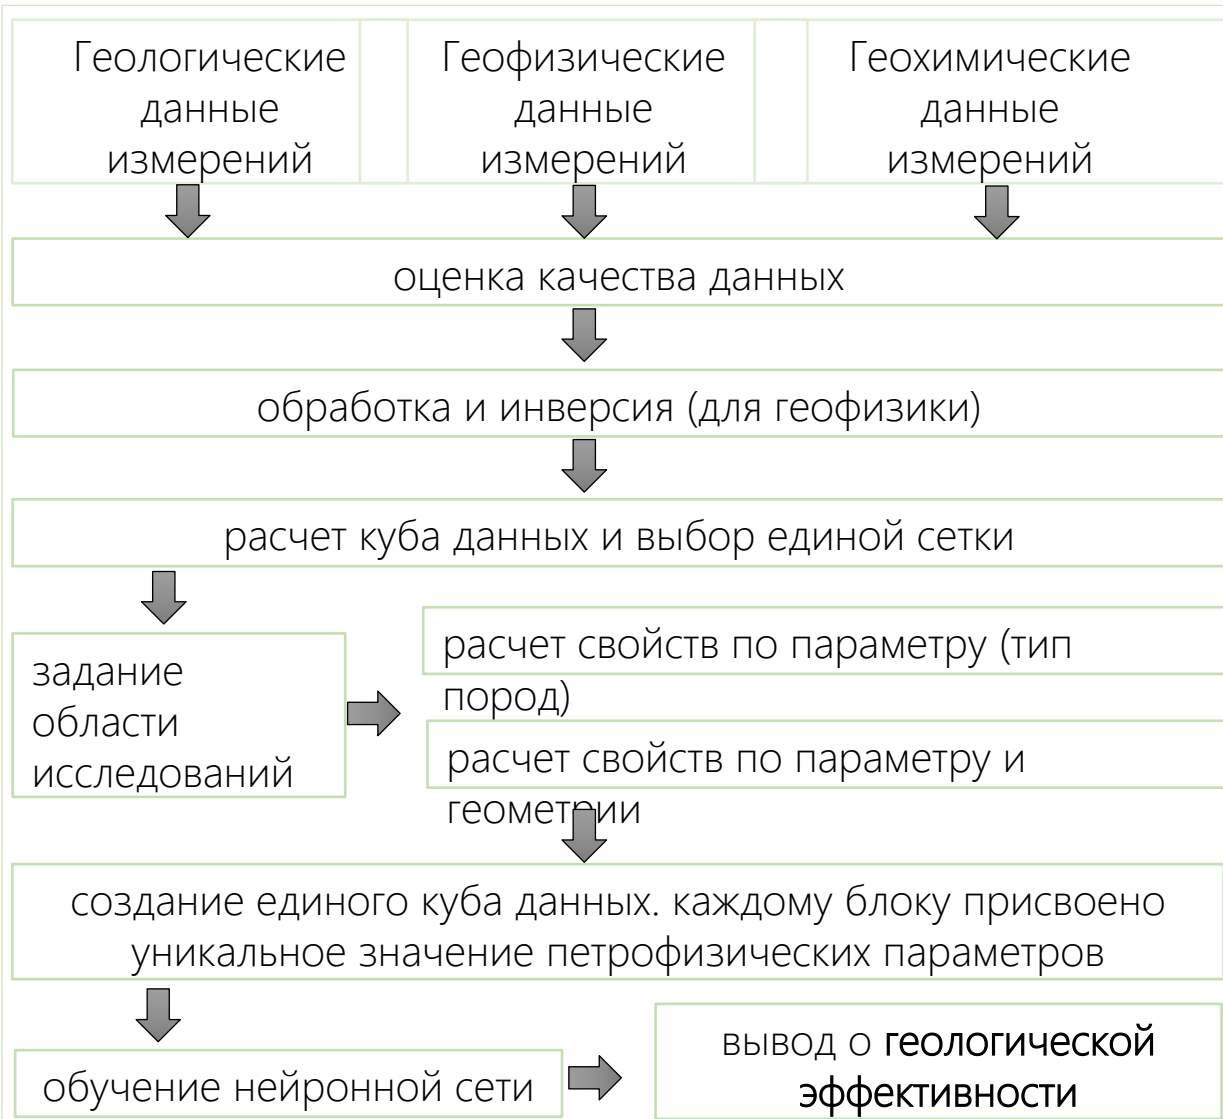 Геологические
данные
измерений
Геофизические
данные
измерений
Геохимические
данные
измерений
оценка качества данных
обработка и инверсия (для геофизики)
расчет куба данных и выбор единой сетки
задание
области
исследований
расчет свойств по параметру (тип
пород)
расчет свойств по параметру и
геометрии
создание единого куба данных. каждому блоку присвоено
уникальное значение петрофизических параметров
обучение нейронной сети
вывод о геологической
эффективности